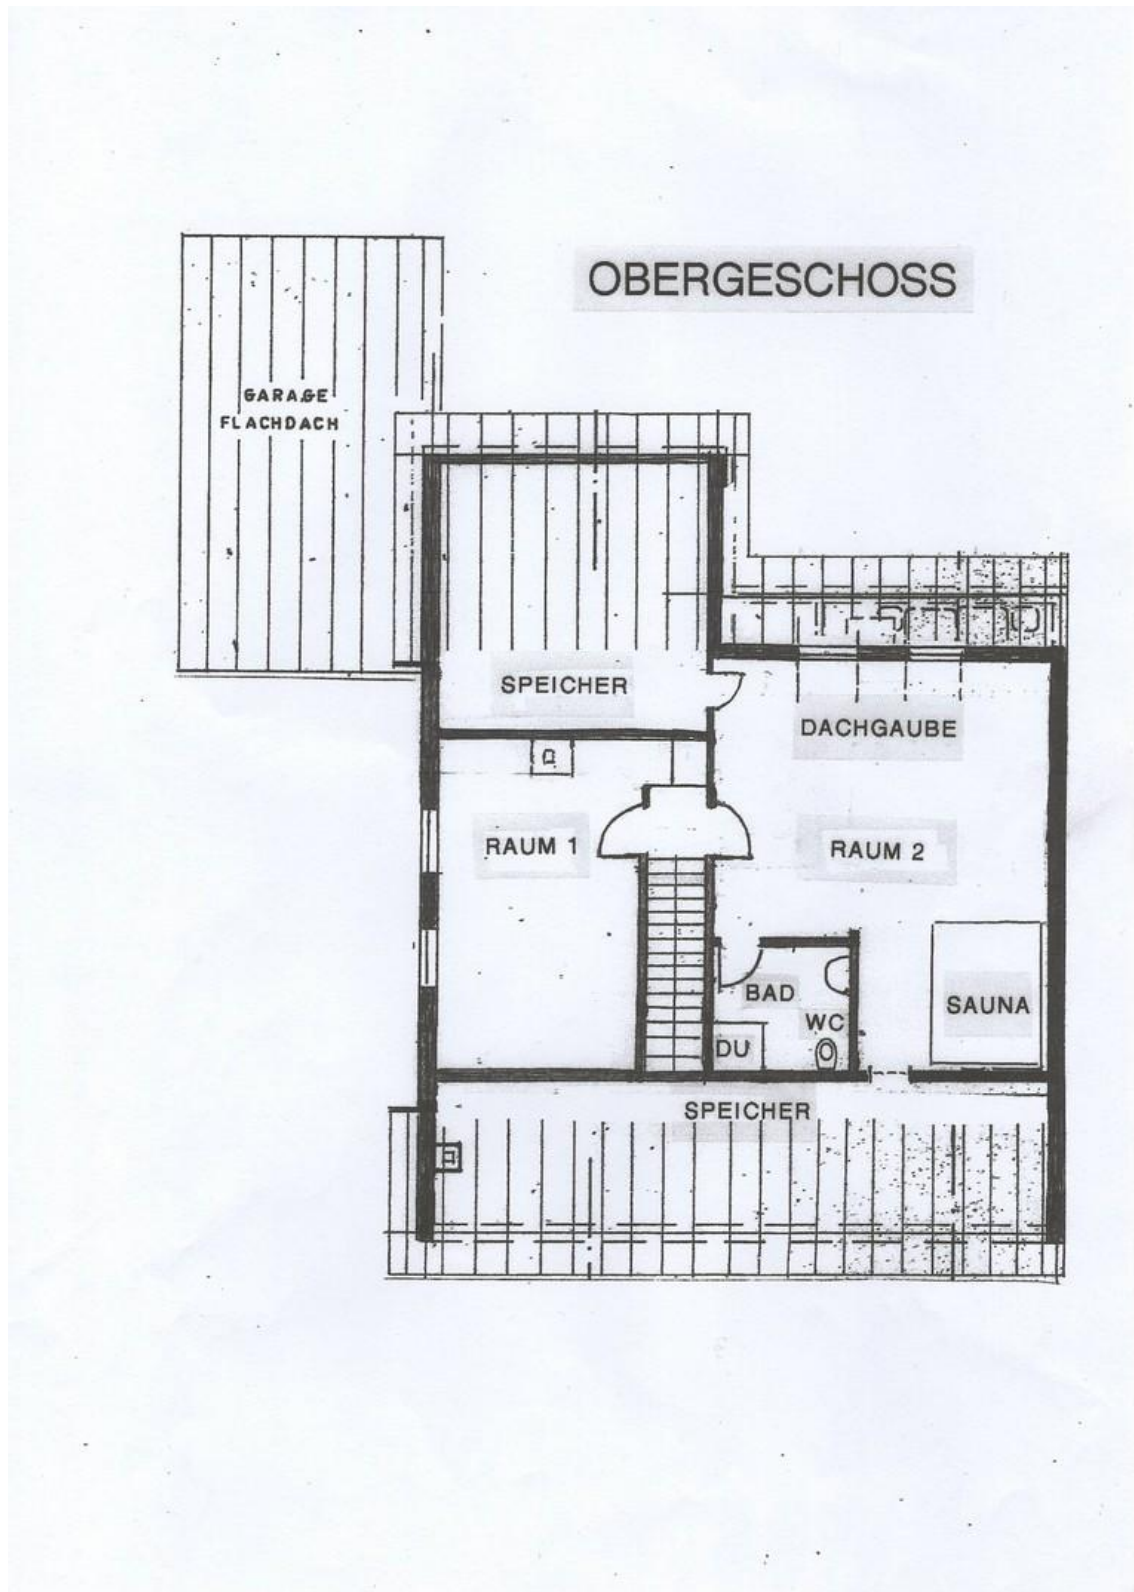 OBERGESCHOSS
GARAGE
FLACHDACH
SPEICHER
DACHGAUBE
RAUM 1
RAUM 2
BAD
SAUNA
WC
DU
SPEICHER